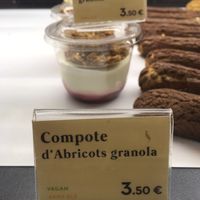 3.50 €
Compote
d'Abricots granola
VEGAN
3.50 €